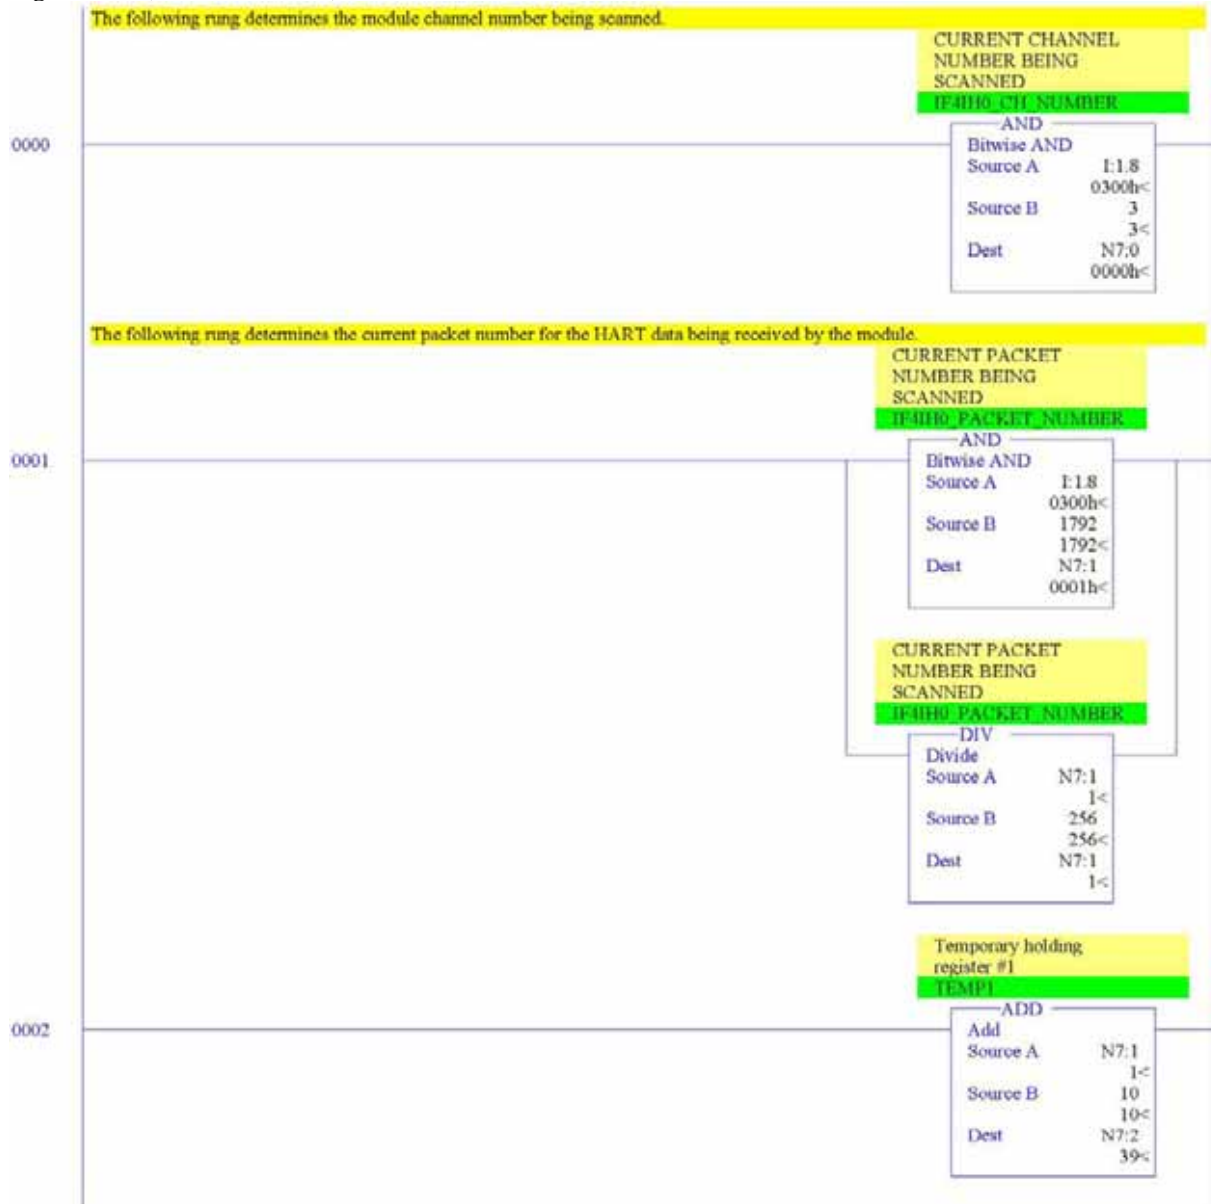 The following rung determines the module channel number being scanned.
CURRENT CHANNEL
NUMBER BEING
SCANNED
IF4IH0_CH_NUMBER
AND
0000
Bitwise AND
Source A I:1.8
0300h<
Source B 3
3<
Dest N7:0
0000h<
The following rung determines the current packet number for the HART data being received by the module.
CURRENT PACKET
NUMBER BEING
SCANNED
IF4IH0_PACKET_NUMBER
AND
0001
Bitwise AND
Source A I:1.8
0300h<
Source B 1792
1792<
Dest N7:1
0001h<
CURRENT PACKET
NUMBER BEING
SCANNED
IF4IH0_PACKET_NUMBER
DIV
Divide
Source A N7:1
1<
Source B 256
256<
Dest N7:1
1<
Temporary holding
register #1
TEMP1
ADD
0002
Add
Source A N7:1
1<
Source B 10
10<
Dest N7:2
39<